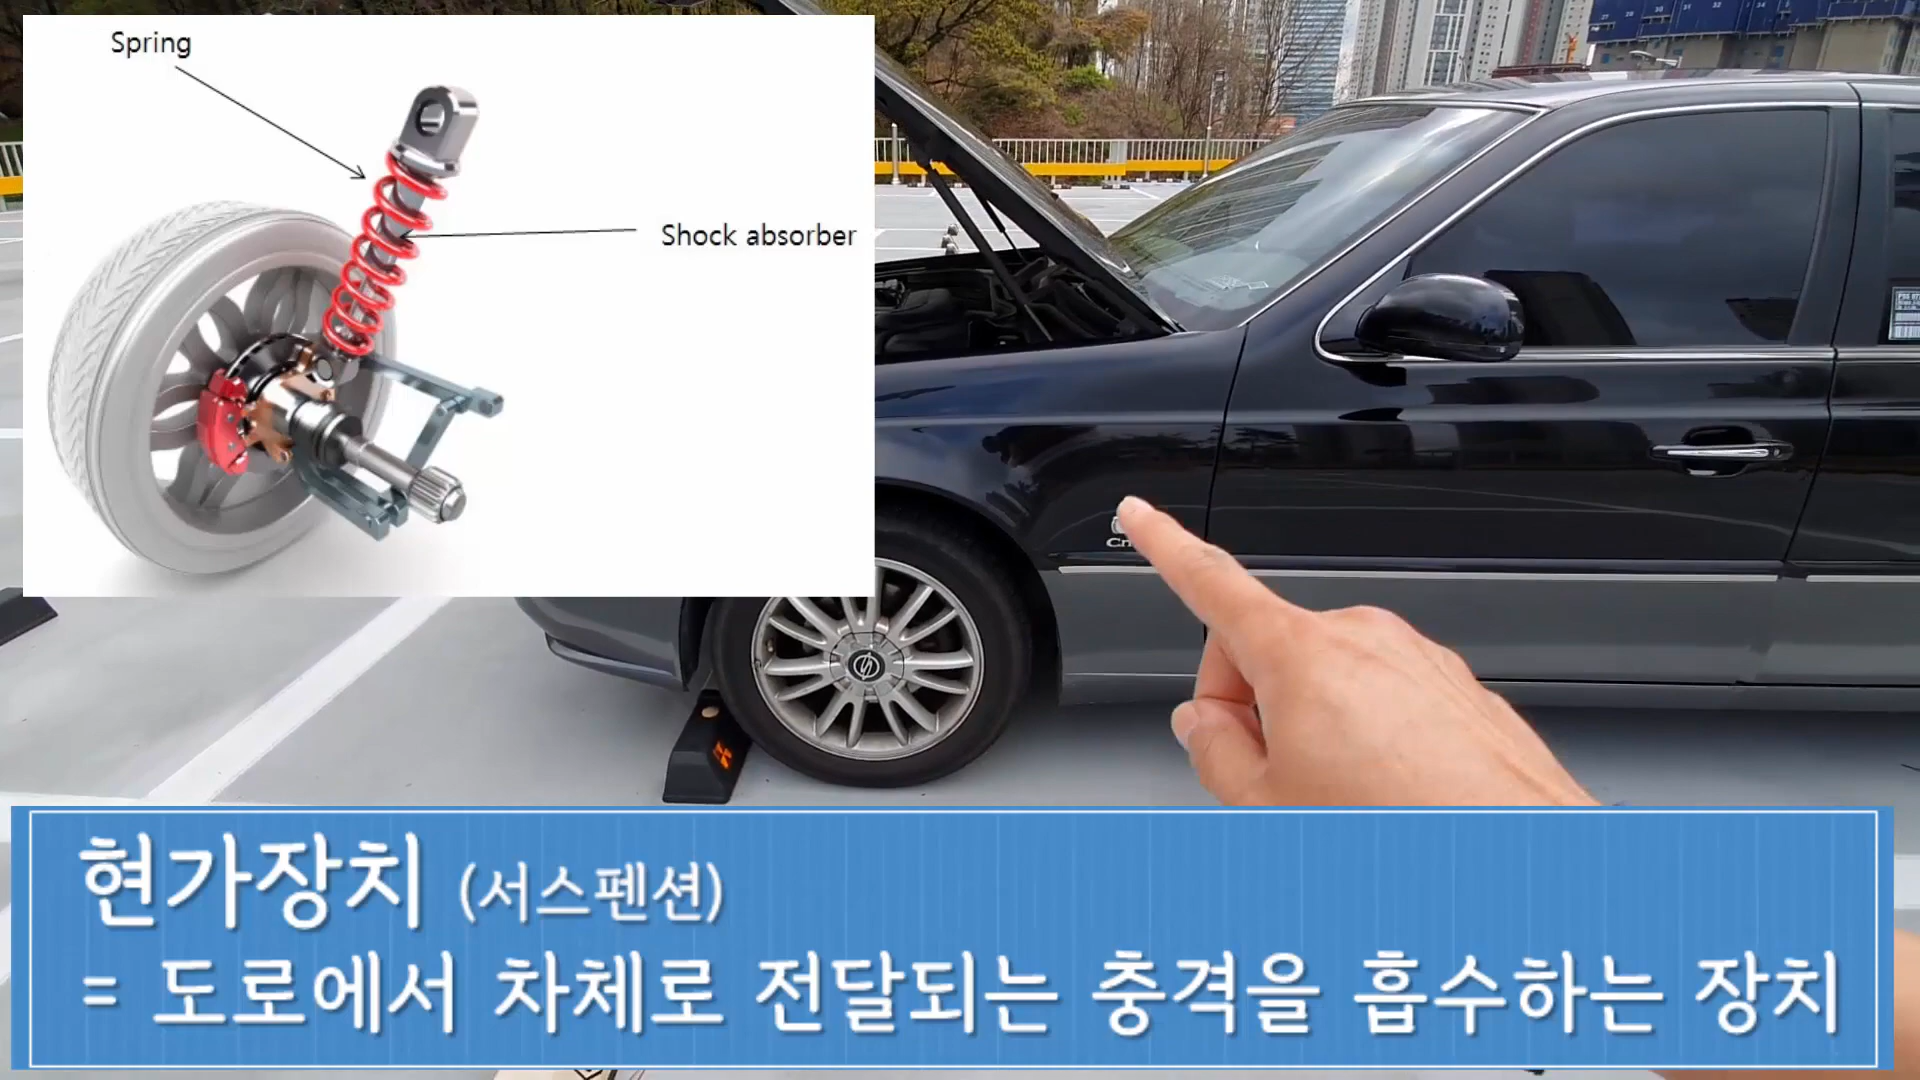 Spring
Shock absorber
현가장치 (서스펜션)
= 도로에서 차체로 전달되는 충격을 흡수하는 장치